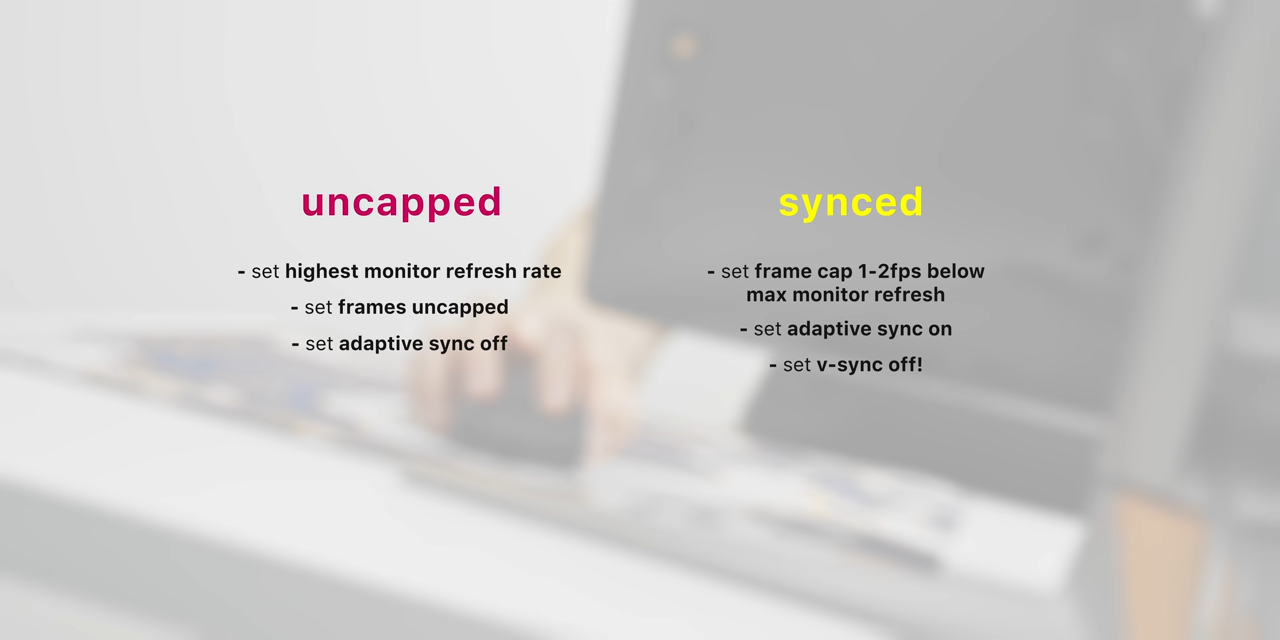 uncapped
- set highest monitor refresh rate
- set frames uncapped
- set adaptive sync off
synced
- set frame cap 1-2fps below
max monitor refresh
- set adaptive sync on
- set v-sync off!